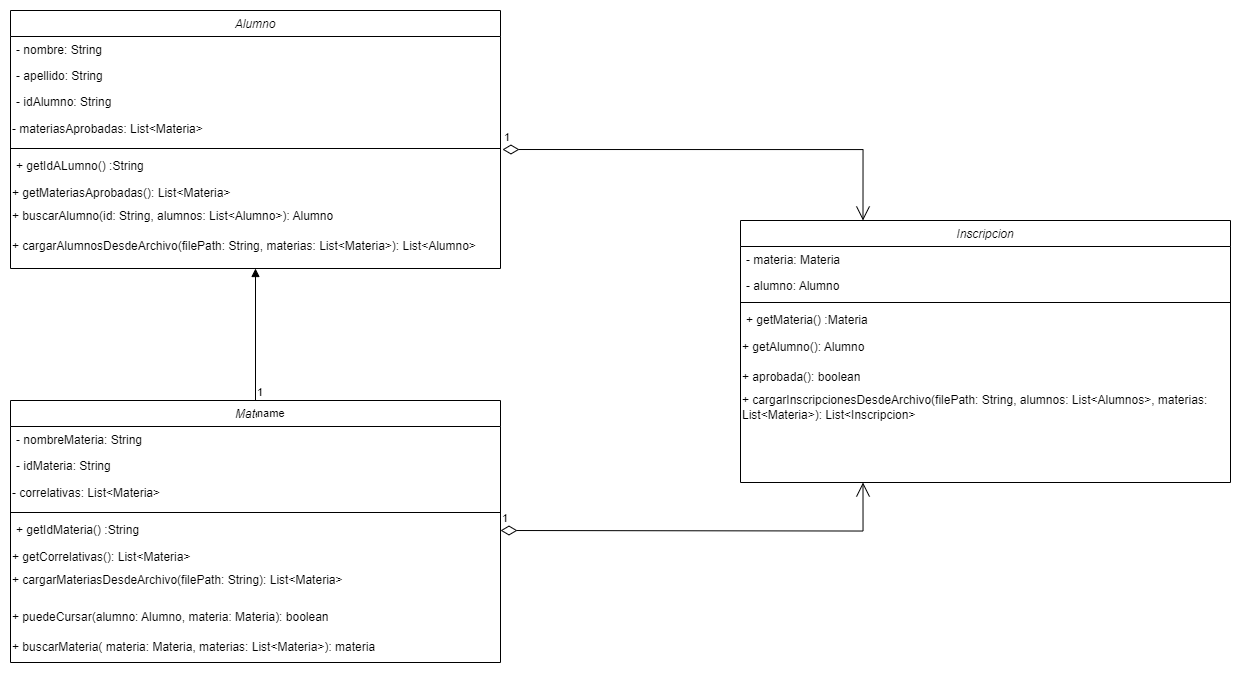 Alumno
- nombre: String
- apellido: String
- idAlumno: String
- materiasAprobadas: List<Materia>
+ getIdALumno() :String
+ getMateriasAprobadas(): List<Materia>
+ buscarAlumno(id: String, alumnos: List<Alumno>): Alumno
+ cargarAlumnosDesdeArchivo(filePath: String, materias: List<Materia>): List<Alumno>
1
Inscripcion
- materia: Materia
- alumno: Alumno
+ getMateria() :Materia
+ getAlumno(): Alumno
+ aprobada(): boolean
+ cargarInscripcionesDesdeArchivo(filePath: String, alumnos: List<Alumnos>, materias:
List<Materia>): List<Inscripcion>
1
name
- nombreMateria: String
- idMateria: String
- correlativas: List<Materia>
+ getIdMateria() :String
+ getCorrelativas(): List<Materia>
+ cargarMateriasDesdeArchivo(filePath: String): List<Materia>
+ puedeCursar(alumno: Alumno, materia: Materia): boolean
+ buscarMateria( materia: Materia, materias: List<Materia>): materia
1